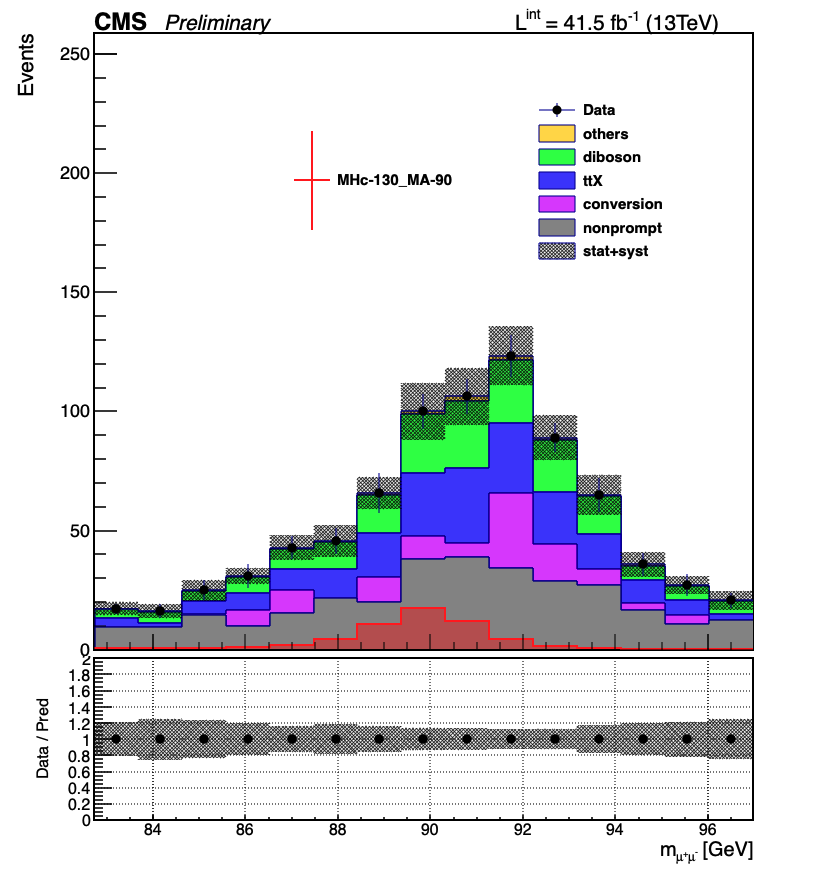 CMS Preliminary L^int = 41.5 fb^-1 (13TeV)
Events
250
200
150
100
50
0
MHc-130_MA-90
Data
others
diboson
ttX
conversion
nonprompt
stat+syst
Data / Pred
2
1.8
1.6
1.4
1.2
1
0.8
0.6
0.4
0.2
0
84 86 88 90 92 94 96
m_μ⁺μ⁻ [GeV]